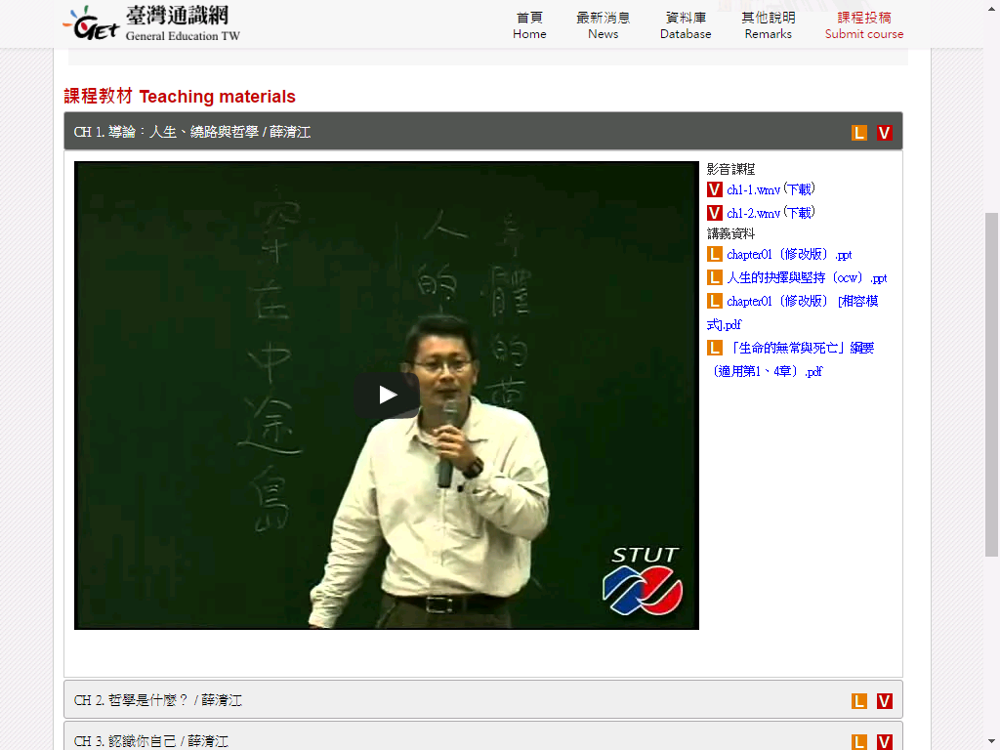 GET 臺灣通識網
General Education TW
首頁
Home
最新消息
News
資料庫
Database
其他說明
Remarks
課程投稿
Submit course
課程教材 Teaching materials
CH 1. 導論：人生、繞路與哲學 / 薛清江
L V
影音課程
V ch1-1.wmv (下載)
V ch1-2.wmv (下載)
講義資料
L chapter01（修改版）.ppt
L 人生的抉擇與堅持（ocw）.ppt
L chapter01（修改版） [相容模
式].pdf
L 「生命的無常與死亡」綱要
（適用第1、4章）.pdf
人的
身體的
在中途島
STUT
CH 2. 哲學是什麼？ / 薛清江
L V
CH 3. 認識你自己 / 薛清江
L V